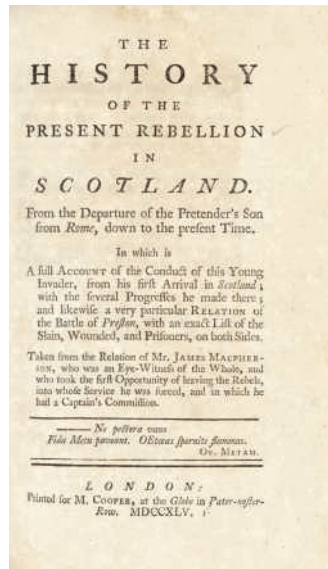 THE
HISTORY
OF THE
PRESENT REBELLION
IN
SCOTLAND.
From the Departure of the Pretender's Son
from Rome, down to the present Time.
In which is
A full ACCOUNT of the Conduct of this Young
Invader, from his first Arrival in Scotland;
with the several Progresses he made there;
and likewise a very particular RELATION of
the Battle of Preston, with an exact List of the
Slain, Wounded, and Prisoners, on both Sides.
Taken from the Relation of Mr. JAMES MACPHER-
SON, who was an Eye-Witness of the Whole, and
who took the first Opportunity of leaving the Rebels,
into whose Service he was forced, and in which he
had a Captain's Commission.
Ne pectora vano
Fida Metu paveant. OEtæas spernite flammas.
Ov. METAM.
LONDON:
Printed for M. COOPER, at the Globe in Pater-noster-
Row. MDCCXLV.